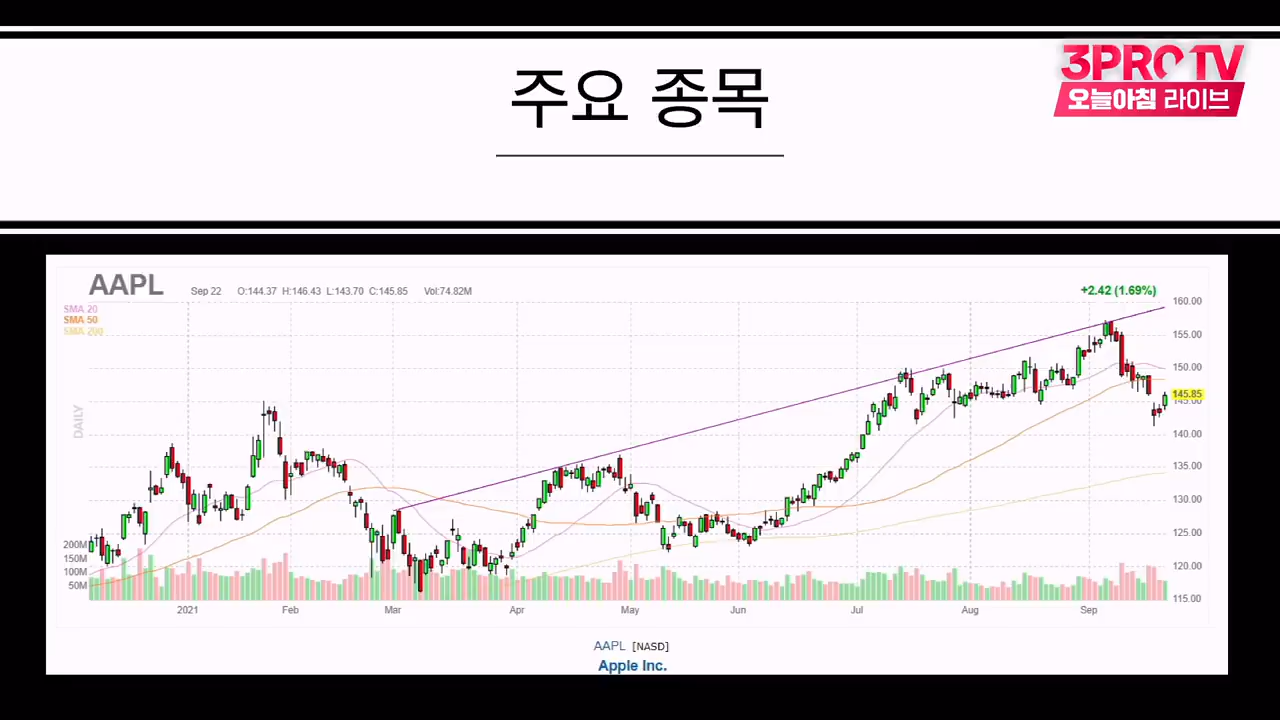 주요 종목
3PROTV
오늘아침 라이브
AAPL
Sep 22 O:144.37 H:146.43 L:143.70 C:145.85 Vol:74.82M
+2.42 (1.69%)
SMA 20
SMA 50
SMA 200
DAILY
160.00
155.00
150.00
145.85
145.00
140.00
135.00
130.00
125.00
120.00
115.00
200M
150M
100M
50M
2021 Feb Mar Apr May Jun Jul Aug Sep
AAPL [NASD]
Apple Inc.